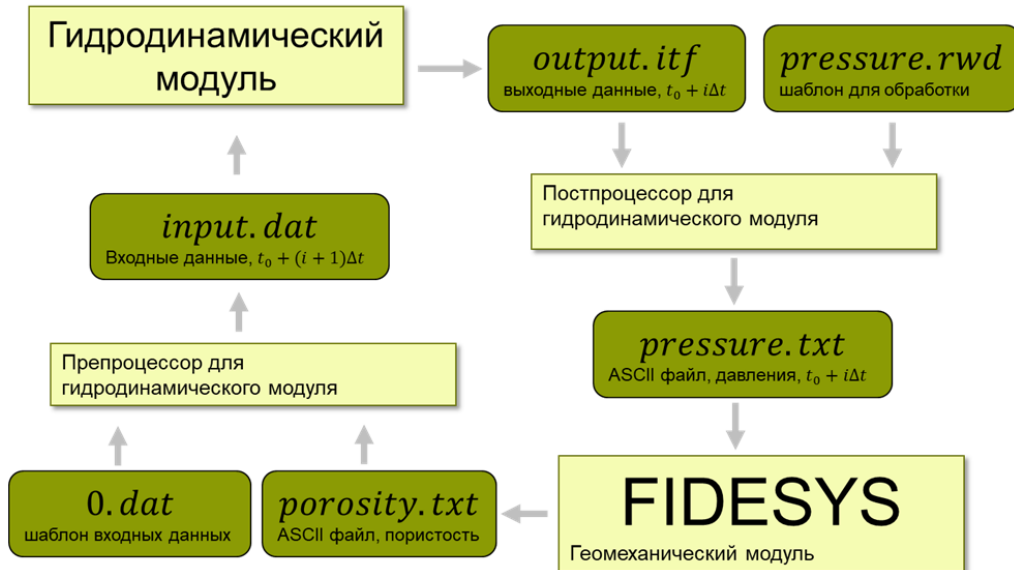 Гидродинамический
модуль
output.itf
выходные данные, t₀ + iΔt
pressure.rwd
шаблон для обработки
Постпроцессор для
гидродинамического модуля
input.dat
Входные данные, t₀ + (i + 1)Δt
pressure.txt
ASCII файл, давления, t₀ + iΔt
Препроцессор для
гидродинамического модуля
0.dat
шаблон входных данных
porosity.txt
ASCII файл, пористость
FIDESYS
Геомеханический модуль